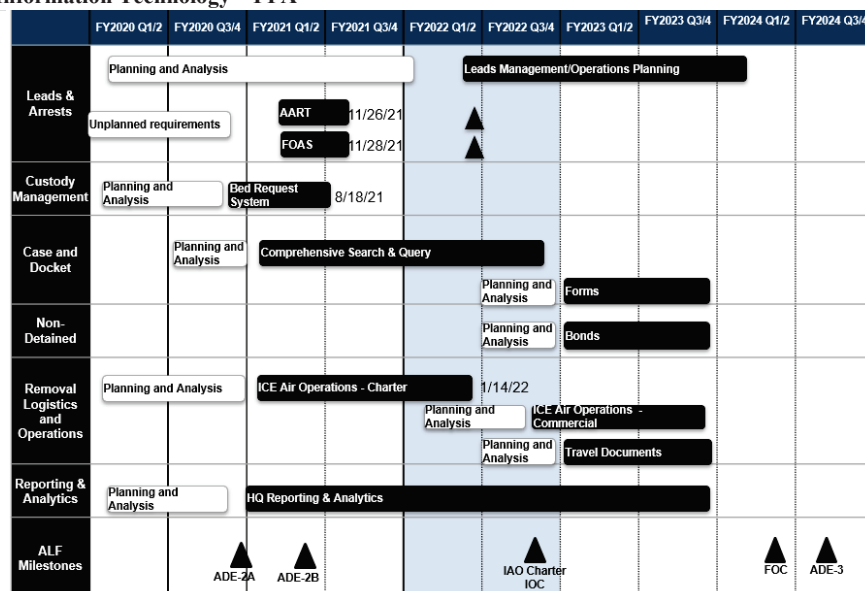 FY2020 Q1/2 FY2020 Q3/4 FY2021 Q1/2 FY2021 Q3/4 FY2022 Q1/2 FY2022 Q3/4 FY2023 Q1/2 FY2023 Q3/4 FY2024 Q1/2 FY2024 Q3/4
Leads &
Arrests
Planning and Analysis
Leads Management/Operations Planning
Unplanned requirements
AART
11/26/21
FOAS
11/28/21
Custody
Management
Planning and
Analysis
Bed Request
System
8/18/21
Case and
Docket
Planning and
Analysis
Comprehensive Search & Query
Planning and
Analysis
Forms
Non-
Detained
Planning and
Analysis
Bonds
Removal
Logistics
and
Operations
Planning and Analysis
ICE Air Operations - Charter
1/14/22
Planning and
Analysis
ICE Air Operations -
Commercial
Planning and
Analysis
Travel Documents
Reporting &
Analytics
Planning and
Analysis
HQ Reporting & Analytics
ALF
Milestones
ADE-2A
ADE-2B
IAO Charter
IOC
FOC
ADE-3